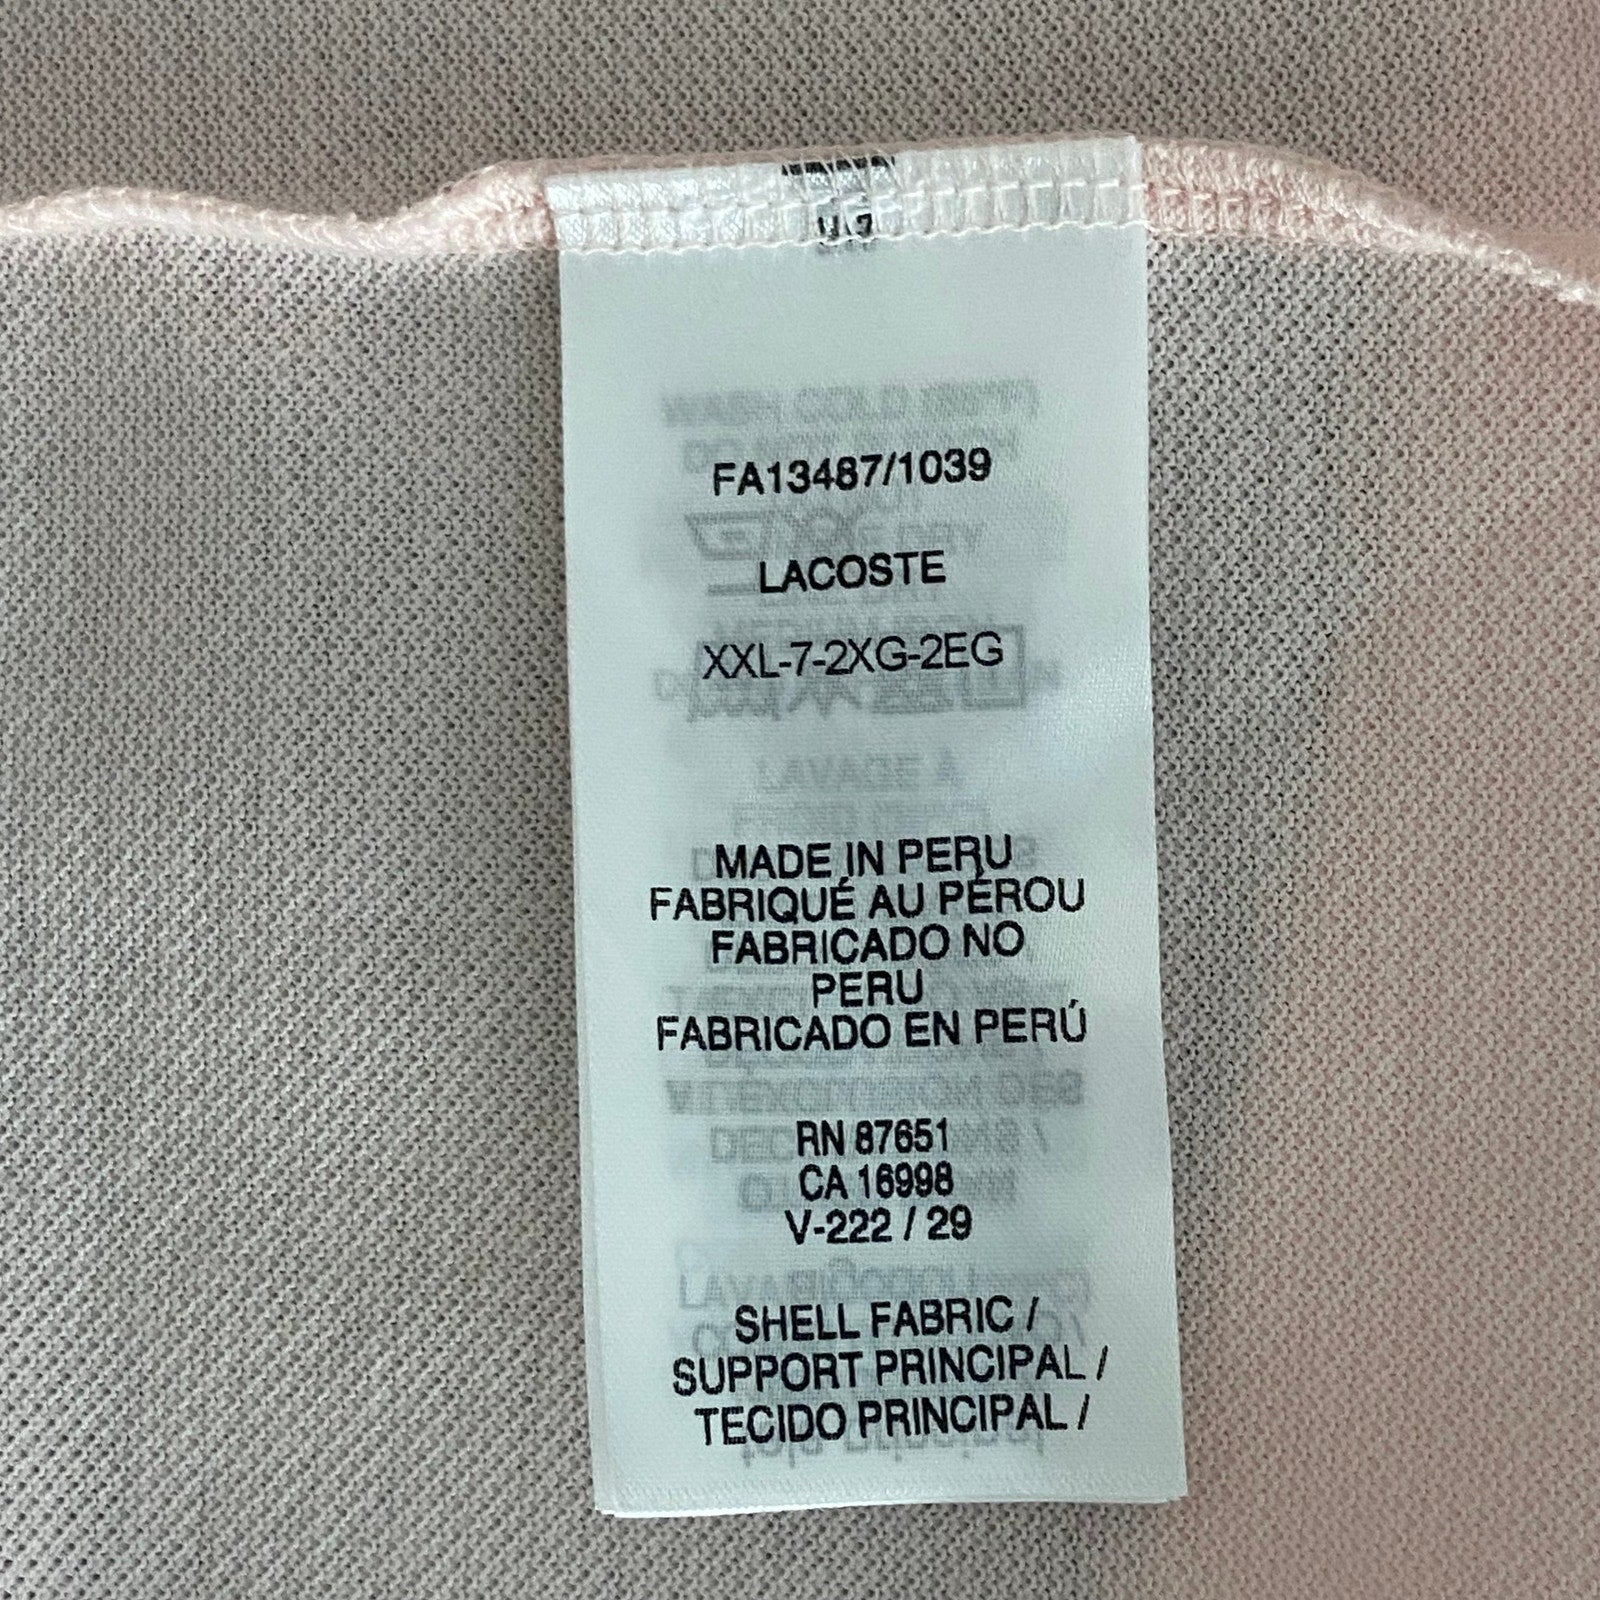 FA13487/1039
LACOSTE
XXL-7-2XG-2EG
MADE IN PERU
FABRIQUÉ AU PÉROU
FABRICADO NO
PERU
FABRICADO EN PERÚ
RN 87651
CA 16998
V-222 / 29
SHELL FABRIC /
SUPPORT PRINCIPAL /
TECIDO PRINCIPAL /